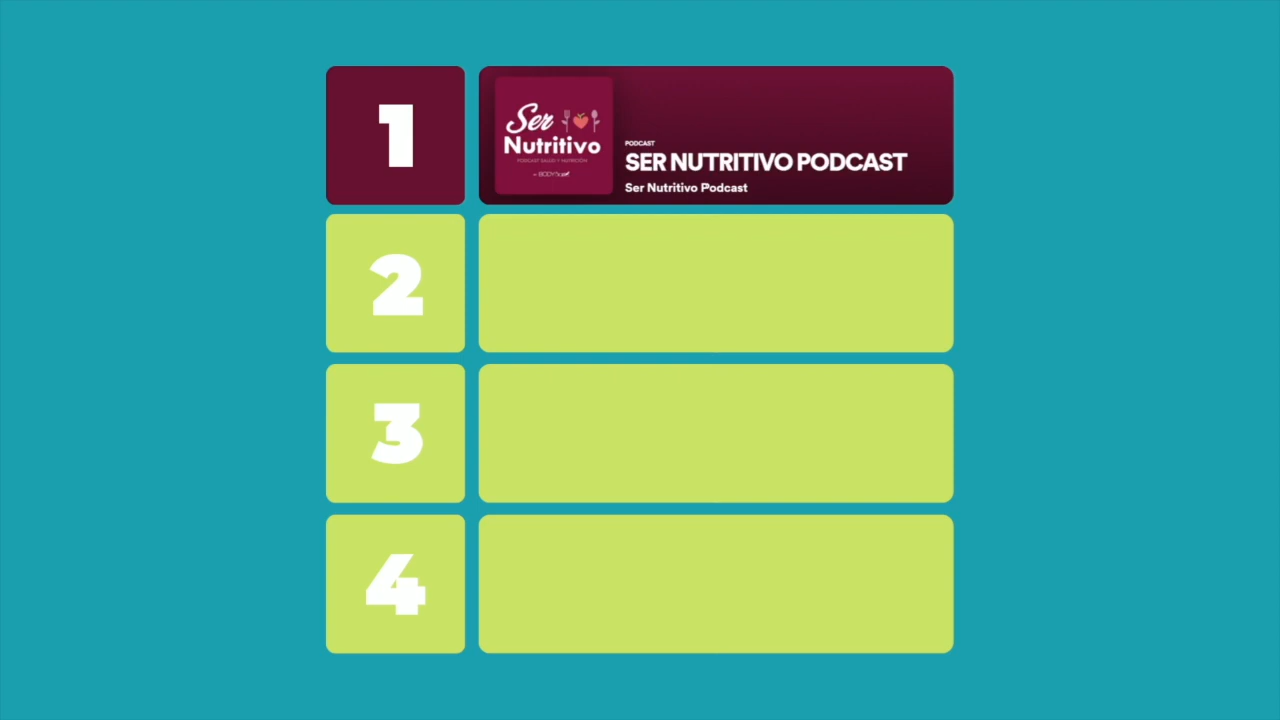 1
Ser
Nutritivo
PODCAST SALUD Y NUTRICIÓN
PODCAST
SER NUTRITIVO PODCAST
Ser Nutritivo Podcast
2
3
4